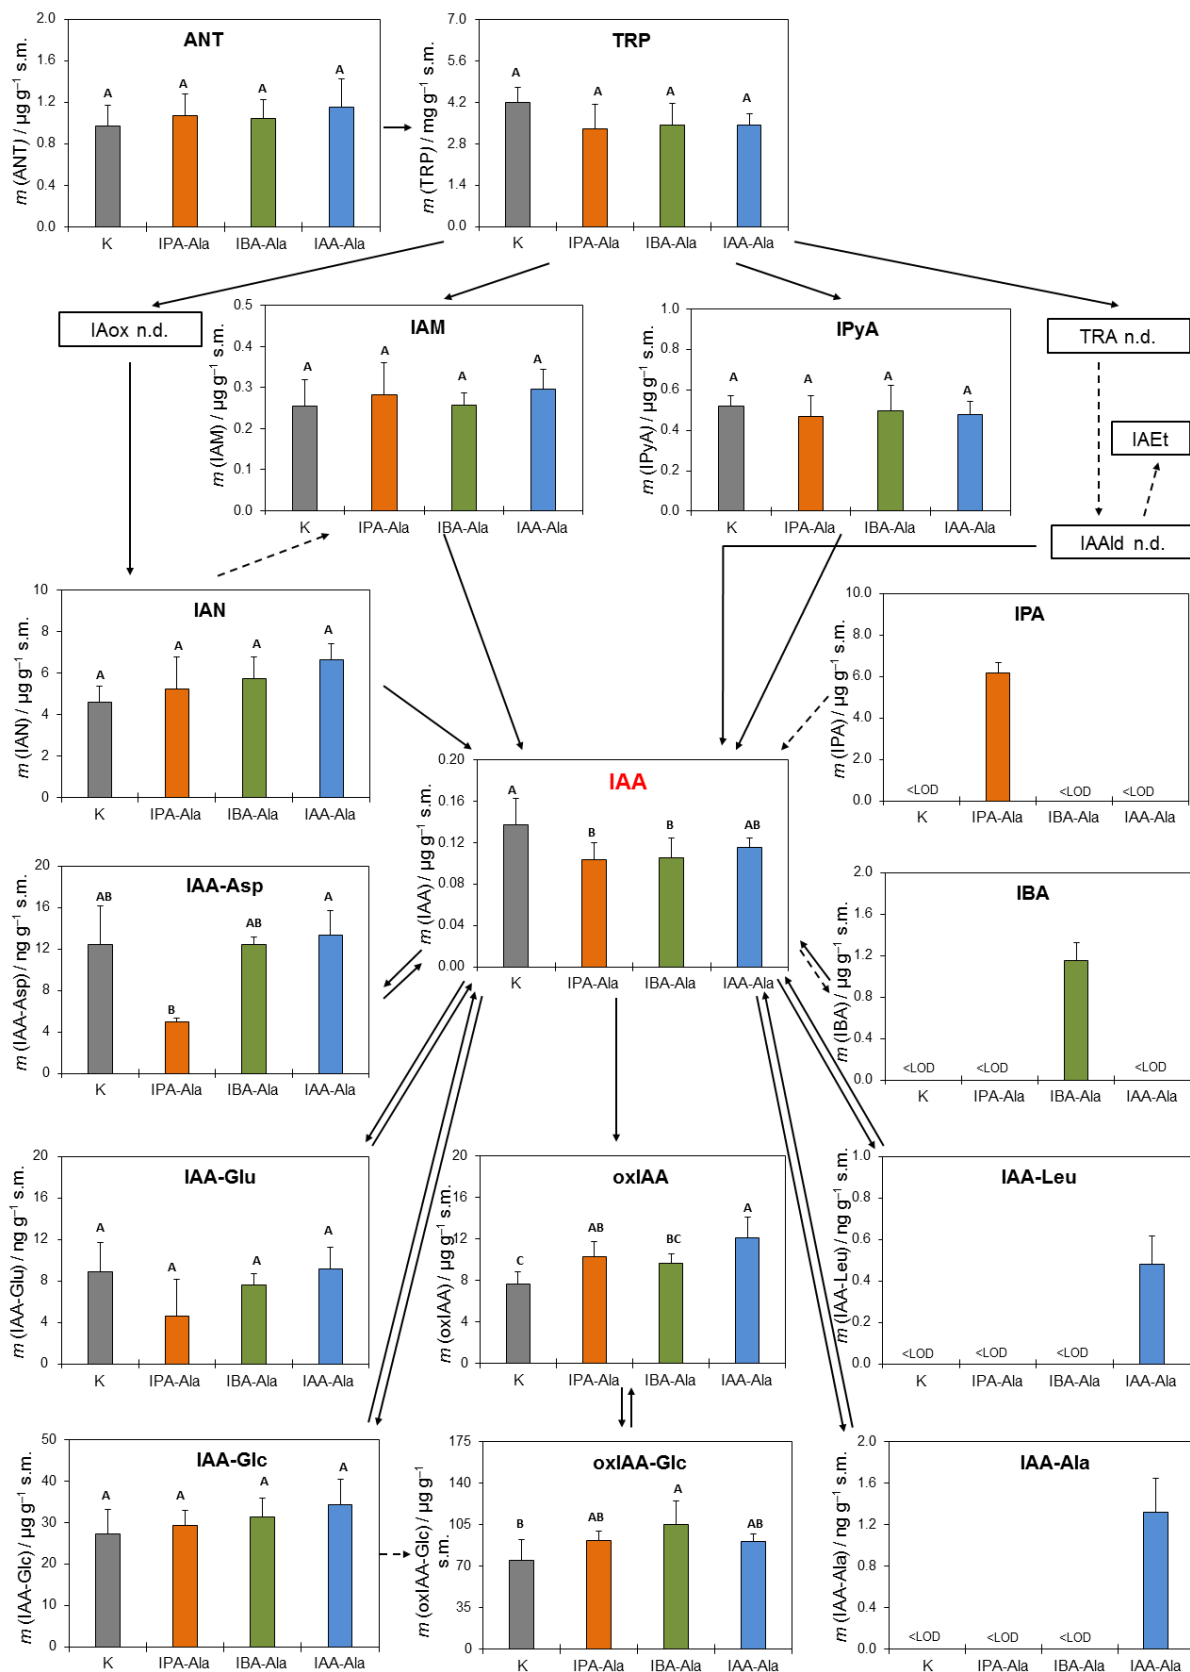 ANT
m (ANT) / µg g⁻¹ s.m.
2.0
1.6
1.2
0.8
0.4
0.0
A
A
A
A
K
IPA-Ala
IBA-Ala
IAA-Ala
TRP
m (TRP) / mg g⁻¹ s.m.
7.0
5.6
4.2
2.8
1.4
0.0
A
A
A
A
K
IPA-Ala
IBA-Ala
IAA-Ala
IAox n.d.
IAM
m (IAM) / µg g⁻¹ s.m.
0.5
0.4
0.3
0.2
0.1
0.0
A
A
A
A
K
IPA-Ala
IBA-Ala
IAA-Ala
IPyA
m (IPyA) / µg g⁻¹ s.m.
1.0
0.8
0.6
0.4
0.2
0.0
A
A
A
A
K
IPA-Ala
IBA-Ala
IAA-Ala
TRA n.d.
IAEt
IAAld n.d.
IAN
m (IAN) / µg g⁻¹ s.m.
10
8
6
4
2
0
A
A
A
A
K
IPA-Ala
IBA-Ala
IAA-Ala
IPA
m (IPA) / µg g⁻¹ s.m.
10.0
8.0
6.0
4.0
2.0
0.0
<LOD
<LOD
<LOD
K
IPA-Ala
IBA-Ala
IAA-Ala
IAA
m (IAA) / µg g⁻¹ s.m.
0.20
0.16
0.12
0.08
0.04
0.00
A
B
B
AB
K
IPA-Ala
IBA-Ala
IAA-Ala
IAA-Asp
m (IAA-Asp) / ng g⁻¹ s.m.
20
16
12
8
4
0
AB
B
AB
A
K
IPA-Ala
IBA-Ala
IAA-Ala
IBA
m (IBA) / µg g⁻¹ s.m.
2.0
1.6
1.2
0.8
0.4
0.0
<LOD
<LOD
<LOD
K
IPA-Ala
IBA-Ala
IAA-Ala
IAA-Glu
m (IAA-Glu) / ng g⁻¹ s.m.
20
16
12
8
4
0
A
A
A
A
K
IPA-Ala
IBA-Ala
IAA-Ala
oxIAA
m (oxIAA) / µg g⁻¹ s.m.
20
16
12
8
4
0
C
AB
BC
A
K
IPA-Ala
IBA-Ala
IAA-Ala
IAA-Leu
m (IAA-Leu) / ng g⁻¹ s.m.
1.0
0.8
0.6
0.4
0.2
0.0
<LOD
<LOD
<LOD
K
IPA-Ala
IBA-Ala
IAA-Ala
IAA-Glc
m (IAA-Glc) / µg g⁻¹ s.m.
50
40
30
20
10
0
A
A
A
A
K
IPA-Ala
IBA-Ala
IAA-Ala
oxIAA-Glc
m (oxIAA-Glc) / µg g⁻¹
s.m.
175
140
105
70
35
0
B
AB
A
AB
K
IPA-Ala
IBA-Ala
IAA-Ala
IAA-Ala
m (IAA-Ala) / ng g⁻¹ s.m.
2.0
1.6
1.2
0.8
0.4
0.0
<LOD
<LOD
<LOD
K
IPA-Ala
IBA-Ala
IAA-Ala